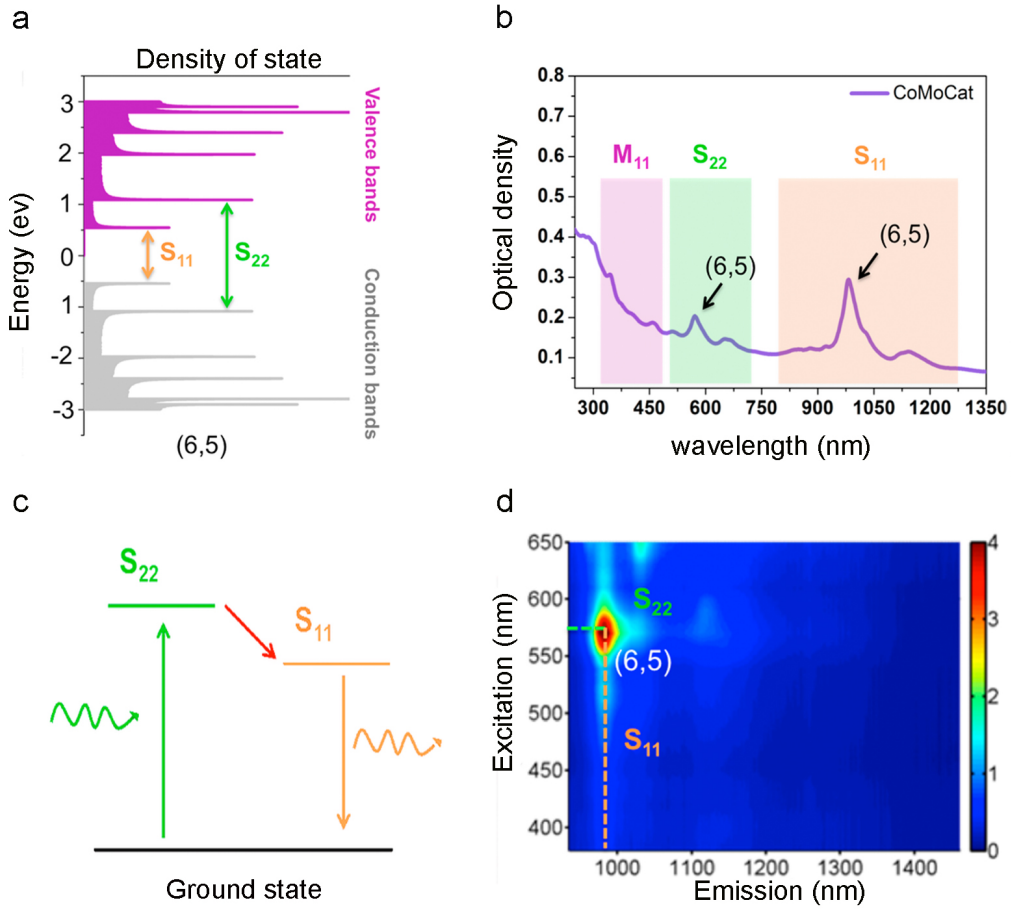 a
Density of state
Energy (ev)
3
2
1
0
1
-2
-3
S11
S22
Valence bands
Conduction bands
(6,5)
b
Optical density
0.8
0.7
0.6
0.5
0.4
0.3
0.2
0.1
CoMoCat
M11
S22
S11
(6,5)
(6,5)
300 450 600 750 900 1050 1200 1350
wavelength (nm)
c
S22
S11
Ground state
d
Excitation (nm)
650
600
550
500
450
400
S22
(6,5)
S11
4
3
2
1
0
1000 1100 1200 1300 1400
Emission (nm)